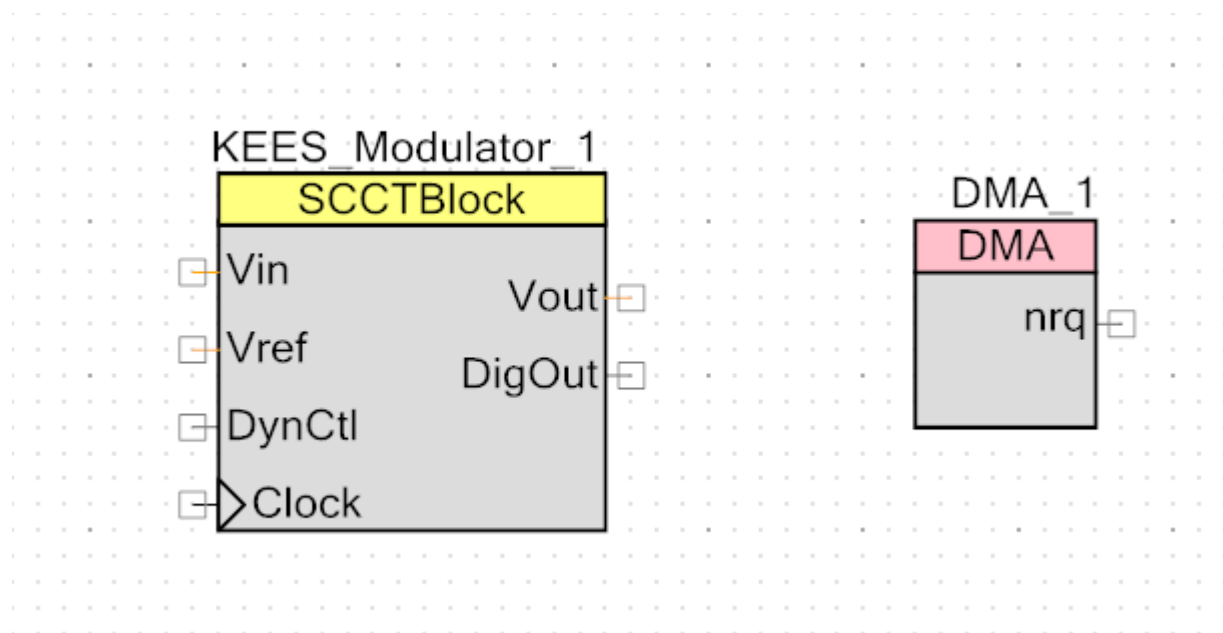 KEES_Modulator_1
SCCTBlock
Vin
Vref
DynCtl
Clock
Vout
DigOut
DMA_1
DMA
nrq